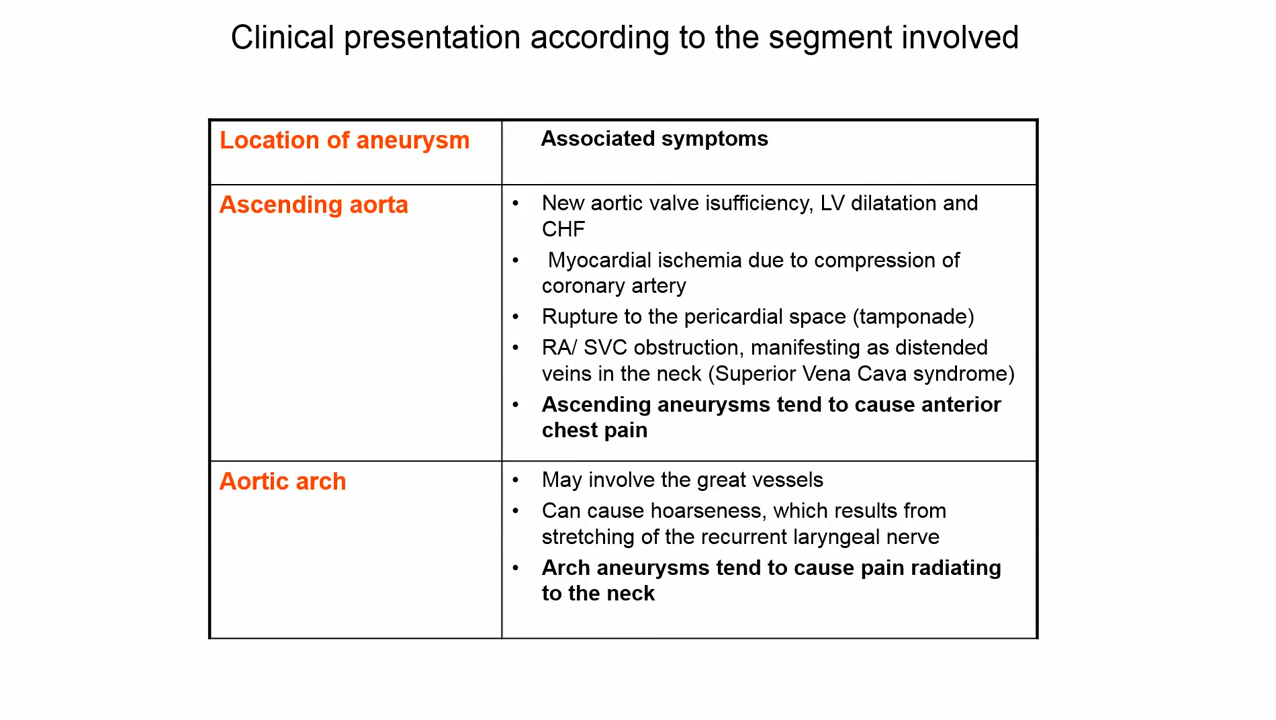 Clinical presentation according to the segment involved
Location of aneurysm
Associated symptoms
Ascending aorta
• New aortic valve isufficiency, LV dilatation and
CHF
• Myocardial ischemia due to compression of
coronary artery
• Rupture to the pericardial space (tamponade)
• RA/ SVC obstruction, manifesting as distended
veins in the neck (Superior Vena Cava syndrome)
• Ascending aneurysms tend to cause anterior
chest pain
Aortic arch
• May involve the great vessels
• Can cause hoarseness, which results from
stretching of the recurrent laryngeal nerve
• Arch aneurysms tend to cause pain radiating
to the neck